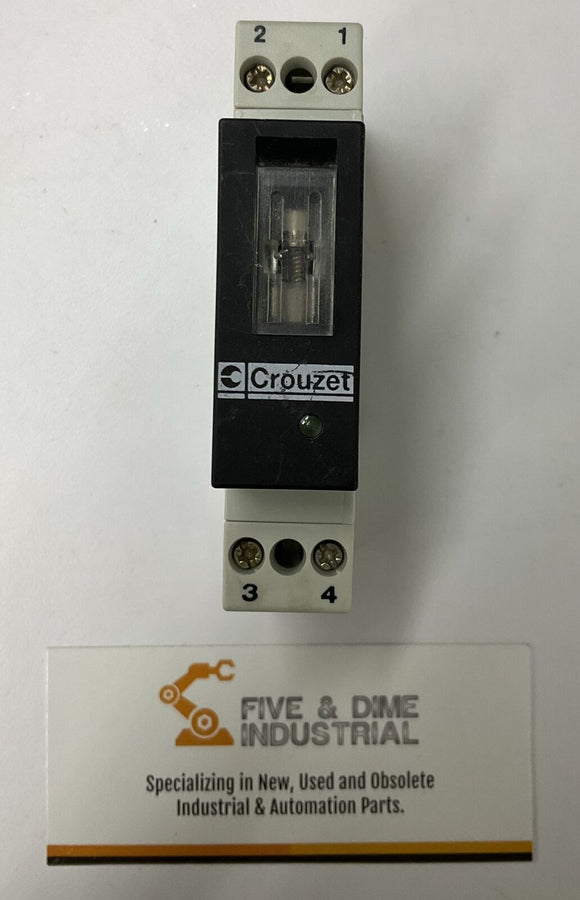 2 1
Crouzet
3 4
FIVE & DIME
INDUSTRIAL
Specializing in New, Used and Obsolete
Industrial & Automation Parts.